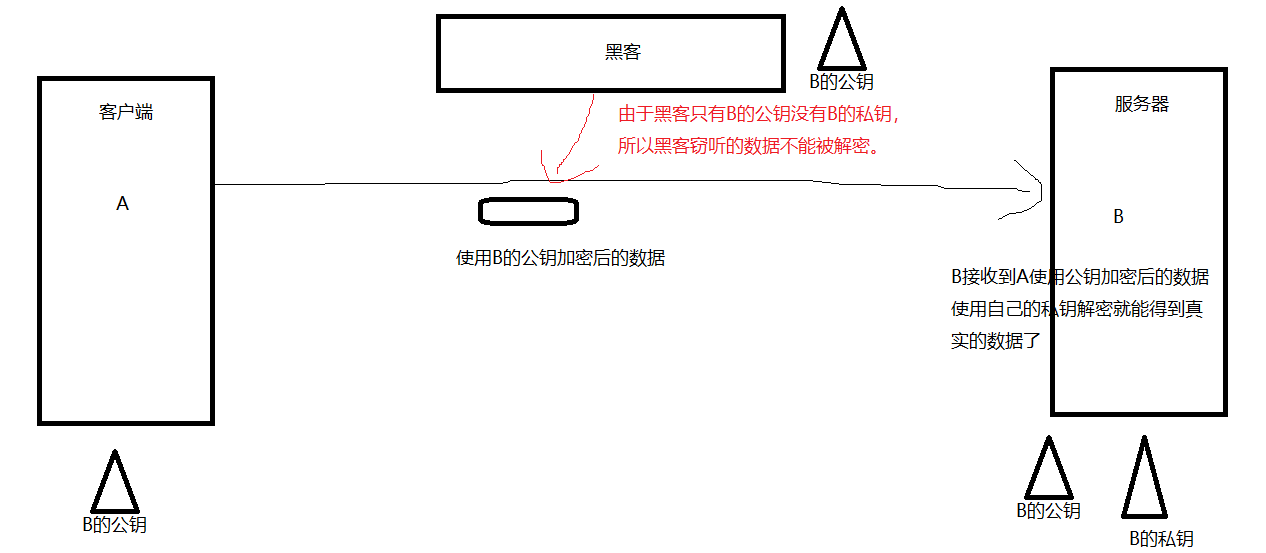 黑客
B的公钥
客户端
由于黑客只有B的公钥没有B的私钥，
所以黑客窃听的数据不能被解密。
服务器
A
B
使用B的公钥加密后的数据
B接收到A使用公钥加密后的数据
使用自己的私钥解密就能得到真
实的数据了
B的公钥
B的公钥
B的私钥